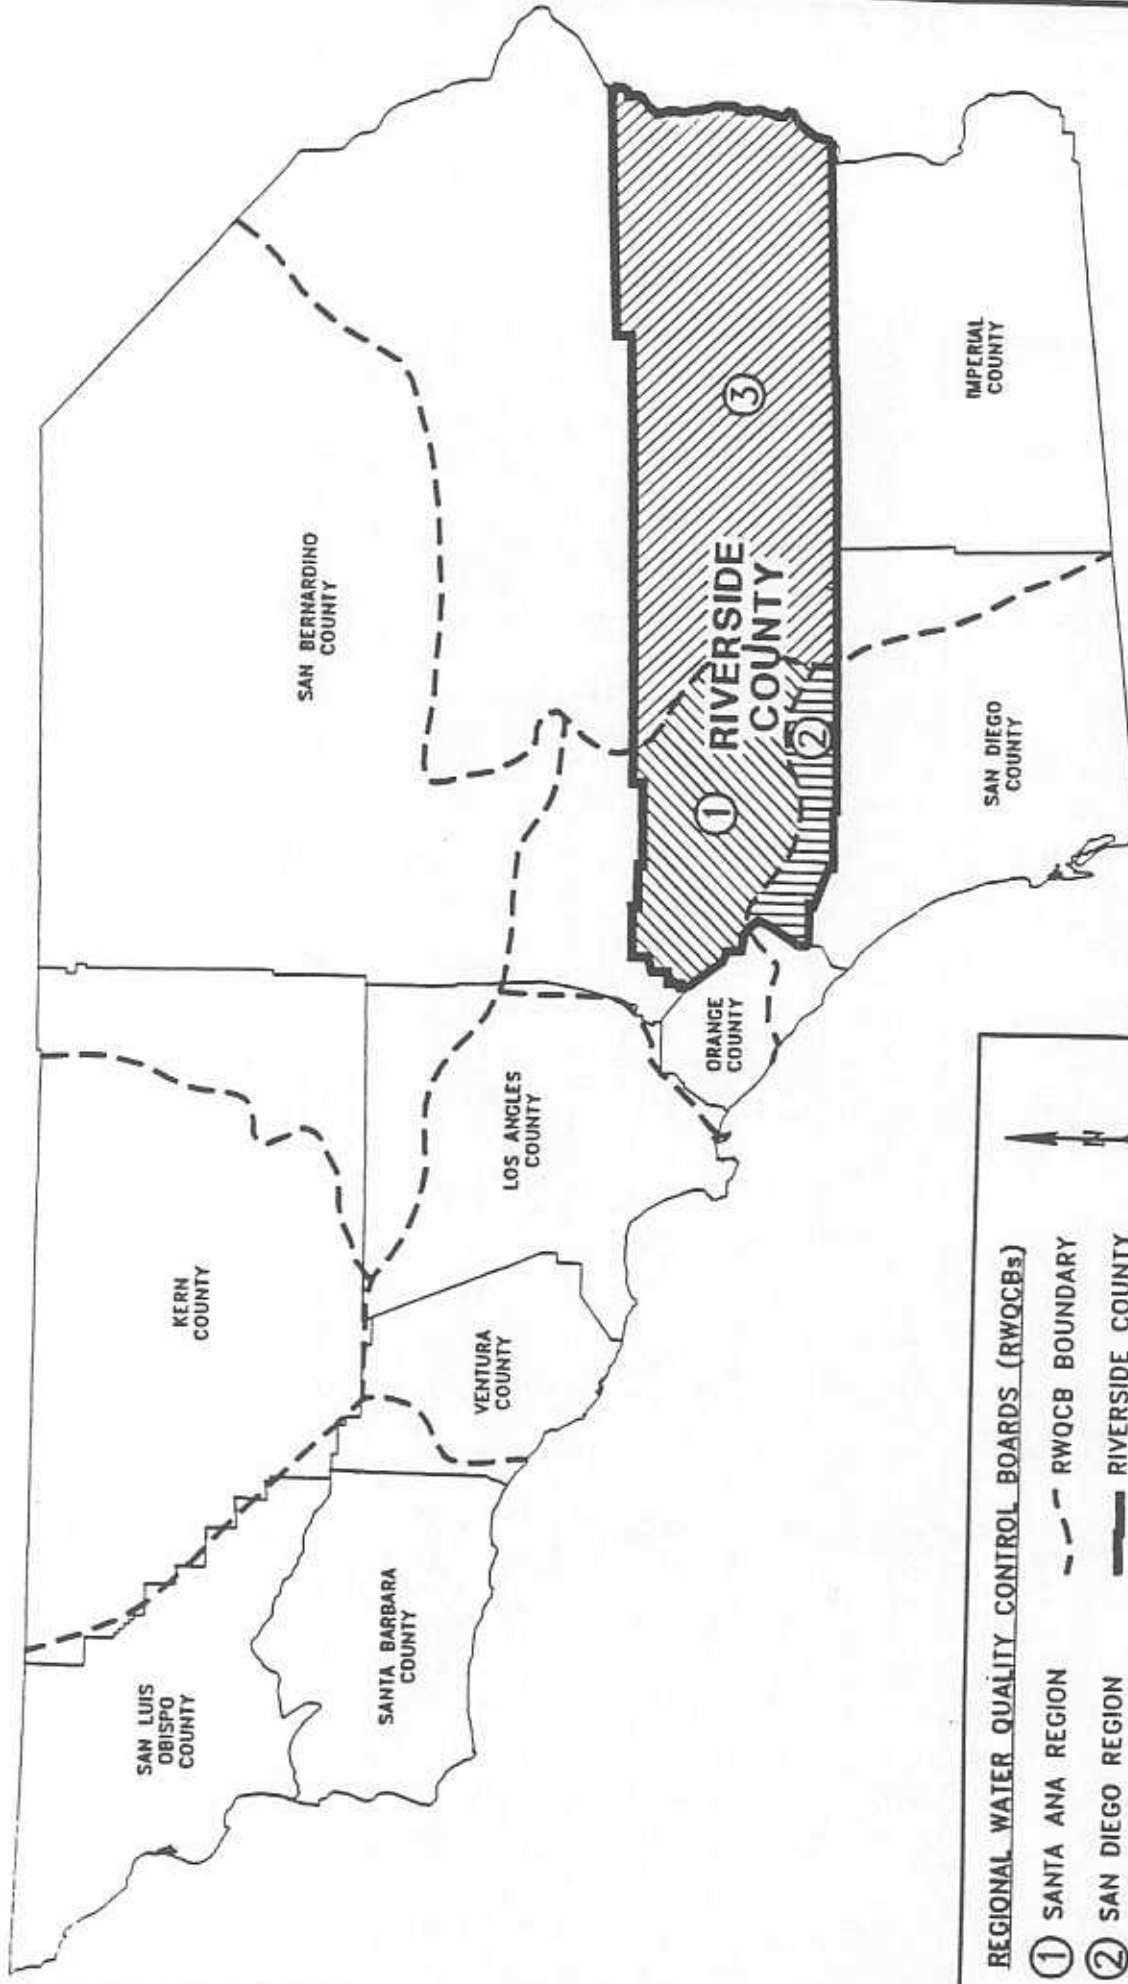 SAN LUIS
OBISPO
COUNTY
KERN
COUNTY
SAN BERNARDINO
COUNTY
SANTA BARBARA
COUNTY
VENTURA
COUNTY
LOS ANGLES
COUNTY
ORANGE
COUNTY
RIVERSIDE
COUNTY
1
2
3
SAN DIEGO
COUNTY
IMPERIAL
COUNTY
REGIONAL WATER QUALITY CONTROL BOARDS (RWQCBs)
1 SANTA ANA REGION
RWQCB BOUNDARY
N
2 SAN DIEGO REGION
RIVERSIDE COUNTY